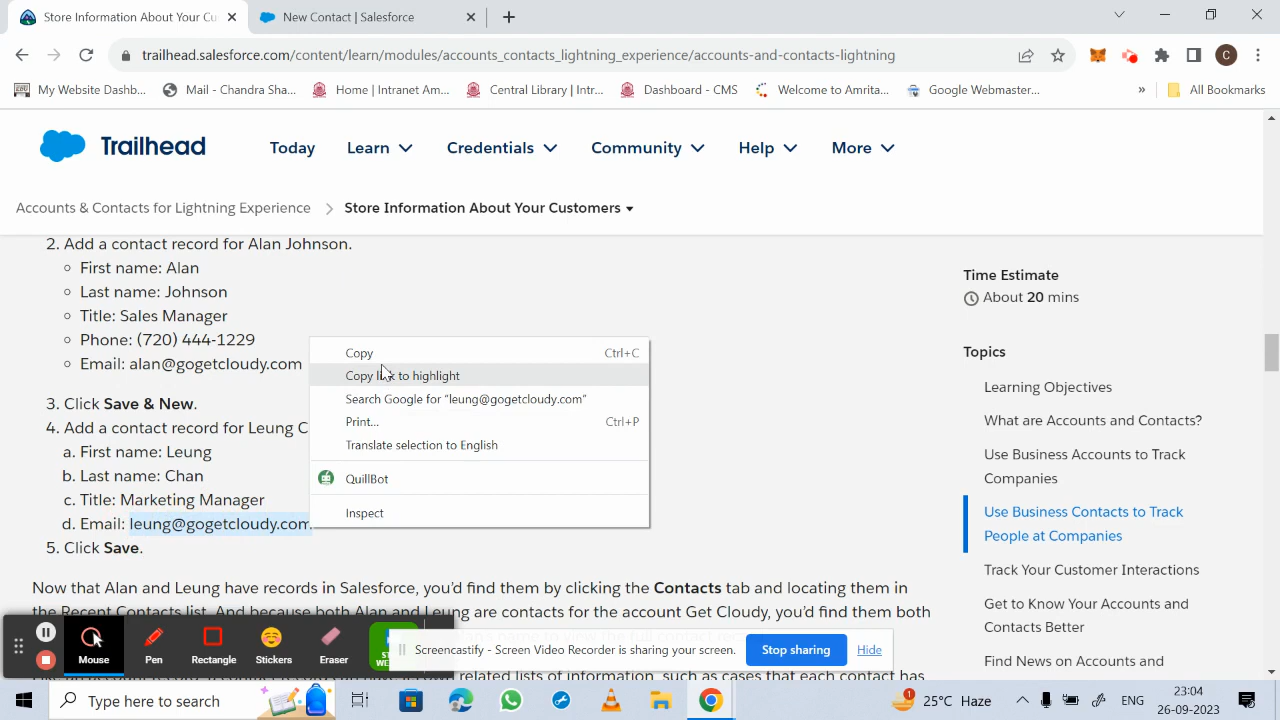 Store Information About Your Cu
New Contact | Salesforce
trailhead.salesforce.com/content/learn/modules/accounts_contacts_lightning_experience/accounts-and-contacts-lightning
C
My Website Dashb...
Mail - Chandra Sha...
Home | Intranet Am...
Central Library | Intr...
Dashboard - CMS
Welcome to Amrita...
Google Webmaster...
»
All Bookmarks
Trailhead
Today
Learn
Credentials
Community
Help
More
Accounts & Contacts for Lightning Experience
Store Information About Your Customers
2. Add a contact record for Alan Johnson.
First name: Alan
Last name: Johnson
Title: Sales Manager
Phone: (720) 444-1229
Email: alan@gogetcloudy.com
3. Click Save & New.
4. Add a contact record for Leung C
a. First name: Leung
b. Last name: Chan
c. Title: Marketing Manager
d. Email: leung@gogetcloudy.com.
5. Click Save.
Now that Alan and Leung have records in Salesforce, you'd find them by clicking the Contacts tab and locating them in
the Recent Contacts list. And because both Alan and Leung are contacts for the account Get Cloudy, you'd find them both
related lists of information, such as cases that each contact has
Copy Ctrl+C
Copy link to highlight
Search Google for "leung@gogetcloudy.com"
Print... Ctrl+P
Translate selection to English
QuillBot
Inspect
Time Estimate
About 20 mins
Topics
Learning Objectives
What are Accounts and Contacts?
Use Business Accounts to Track
Companies
Use Business Contacts to Track
People at Companies
Track Your Customer Interactions
Get to Know Your Accounts and
Contacts Better
Find News on Accounts and
Mouse
Pen
Rectangle
Stickers
Eraser
Screencastify - Screen Video Recorder is sharing your screen.
Stop sharing
Hide
Type here to search
1
25°C Haze
ENG
23:04
26-09-2023